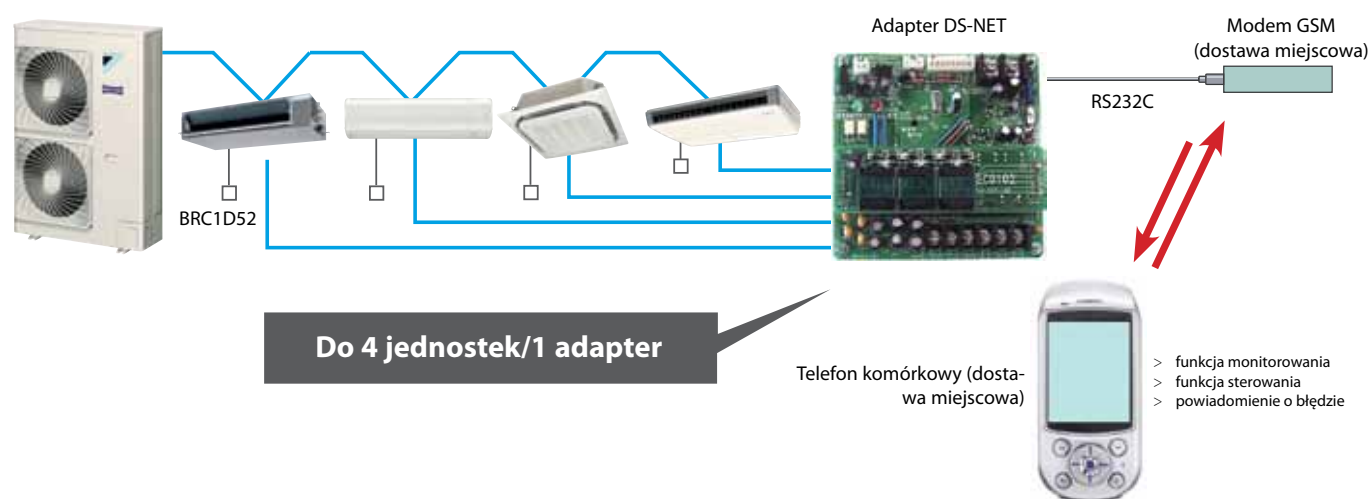 Adapter DS-NET
Modem GSM
(dostawa miejscowa)
RS232C
BRC1D52
Do 4 jednostek/1 adapter
Telefon komórkowy (dosta-
wa miejscowa)
> funkcja monitorowania
> funkcja sterowania
> powiadomienie o błędzie